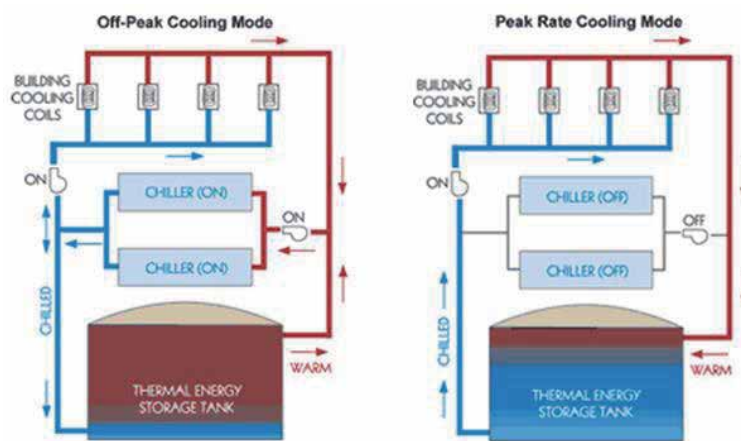 Off-Peak Cooling Mode
BUILDING
COOLING
COILS
ON
CHILLER (ON)
ON
CHILLER (ON)
CHILLED
WARM
THERMAL ENERGY
STORAGE TANK
Peak Rate Cooling Mode
BUILDING
COOLING
COILS
ON
CHILLER (OFF)
OFF
CHILLER (OFF)
CHILLED
WARM
THERMAL ENERGY
STORAGE TANK